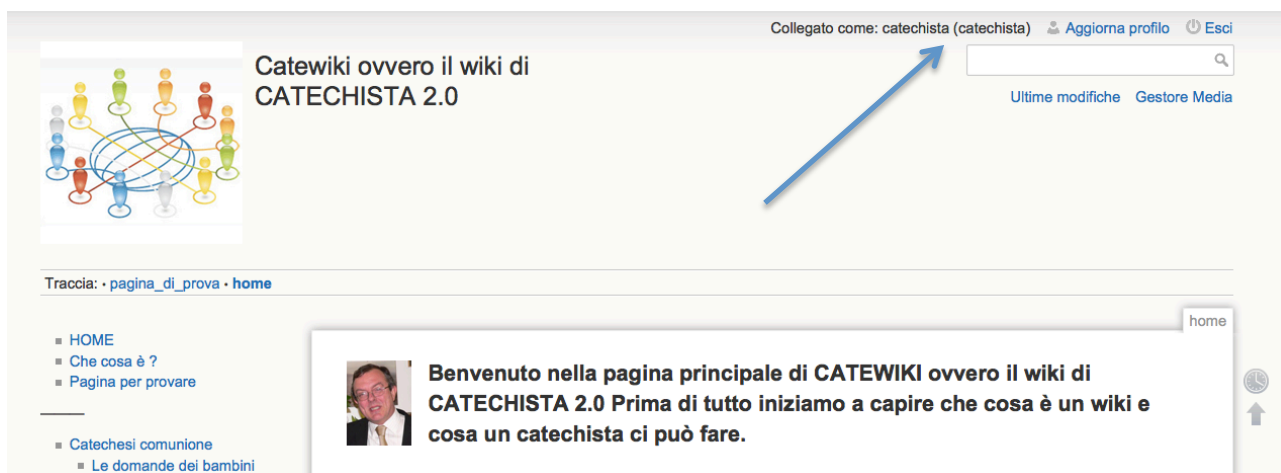 Collegato come: catechista (catechista) Aggiorna profilo Esci
Catewiki ovvero il wiki di
CATECHISTA 2.0
Ultime modifiche Gestore Media
Traccia: • pagina_di_prova • home
home
HOME
Che cosa è ?
Pagina per provare
Catechesi comunione
Le domande dei bambini
Benvenuto nella pagina principale di CATEWIKI ovvero il wiki di
CATECHISTA 2.0 Prima di tutto iniziamo a capire che cosa è un wiki e
cosa un catechista ci può fare.